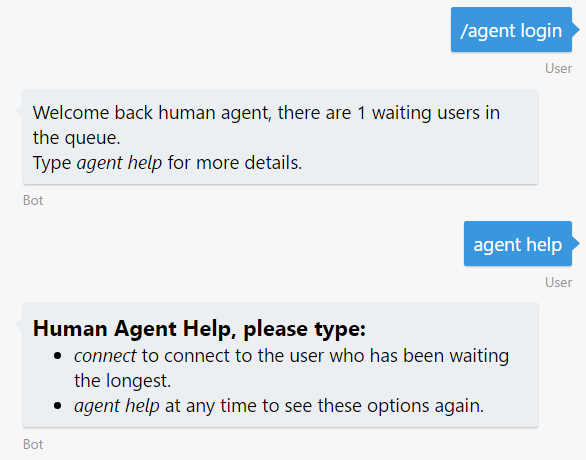 /agent login
User
Welcome back human agent, there are 1 waiting users in
the queue.
Type agent help for more details.
Bot
agent help
User
Human Agent Help, please type:
• connect to connect to the user who has been waiting
the longest.
• agent help at any time to see these options again.
Bot